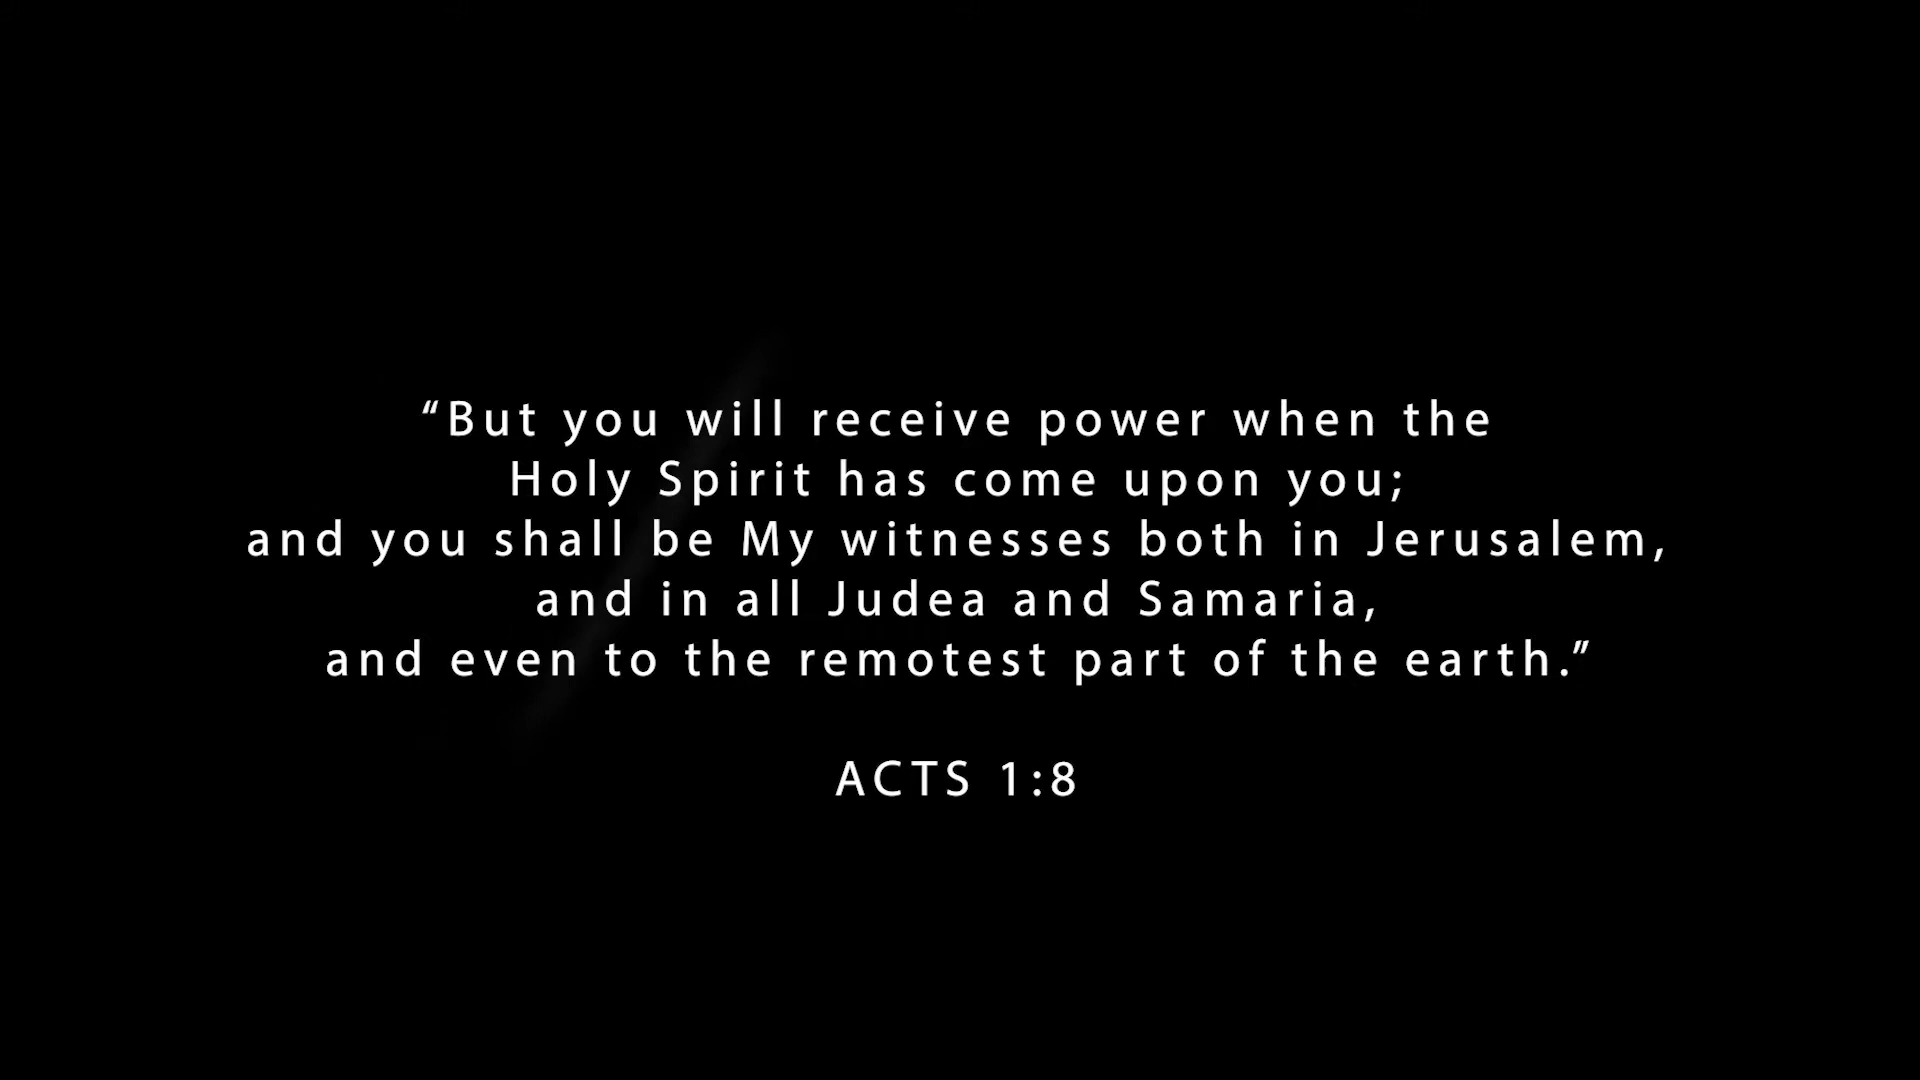 “But you will receive power when the
Holy Spirit has come upon you;
and you shall be My witnesses both in Jerusalem,
and in all Judea and Samaria,
and even to the remotest part of the earth.”
ACTS 1:8